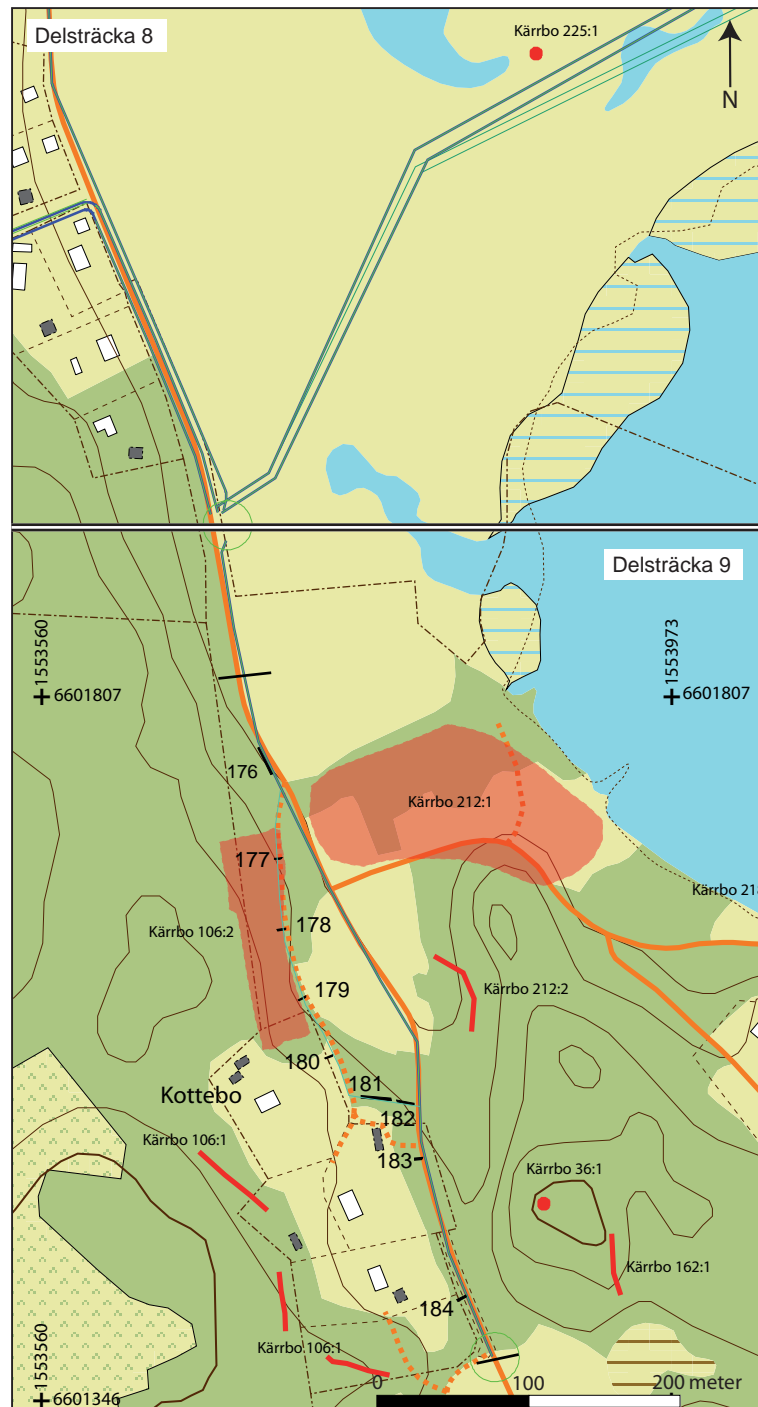 Delsträcka 8
Kärrbo 225:1
N
Delsträcka 9
1553560
6601807
1553973
6601807
176
Kärrbo 212:1
177
Kärrbo 218
178
Kärrbo 106:2
179
Kärrbo 212:2
180
181
Kottebo
182
Kärrbo 106:1
183
Kärrbo 36:1
Kärrbo 162:1
184
Kärrbo 106:1
1553560
6601346
0
100
200 meter